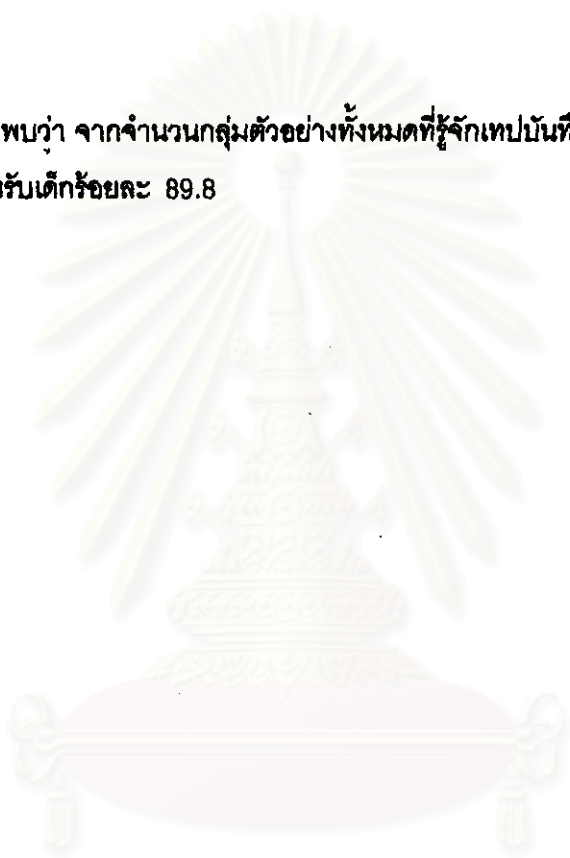 พบว่า จากจำนวนกลุ่มตัวอย่างทั้งหมดที่รู้จักเทปบันที
รับเด็กร้อยละ 89.8